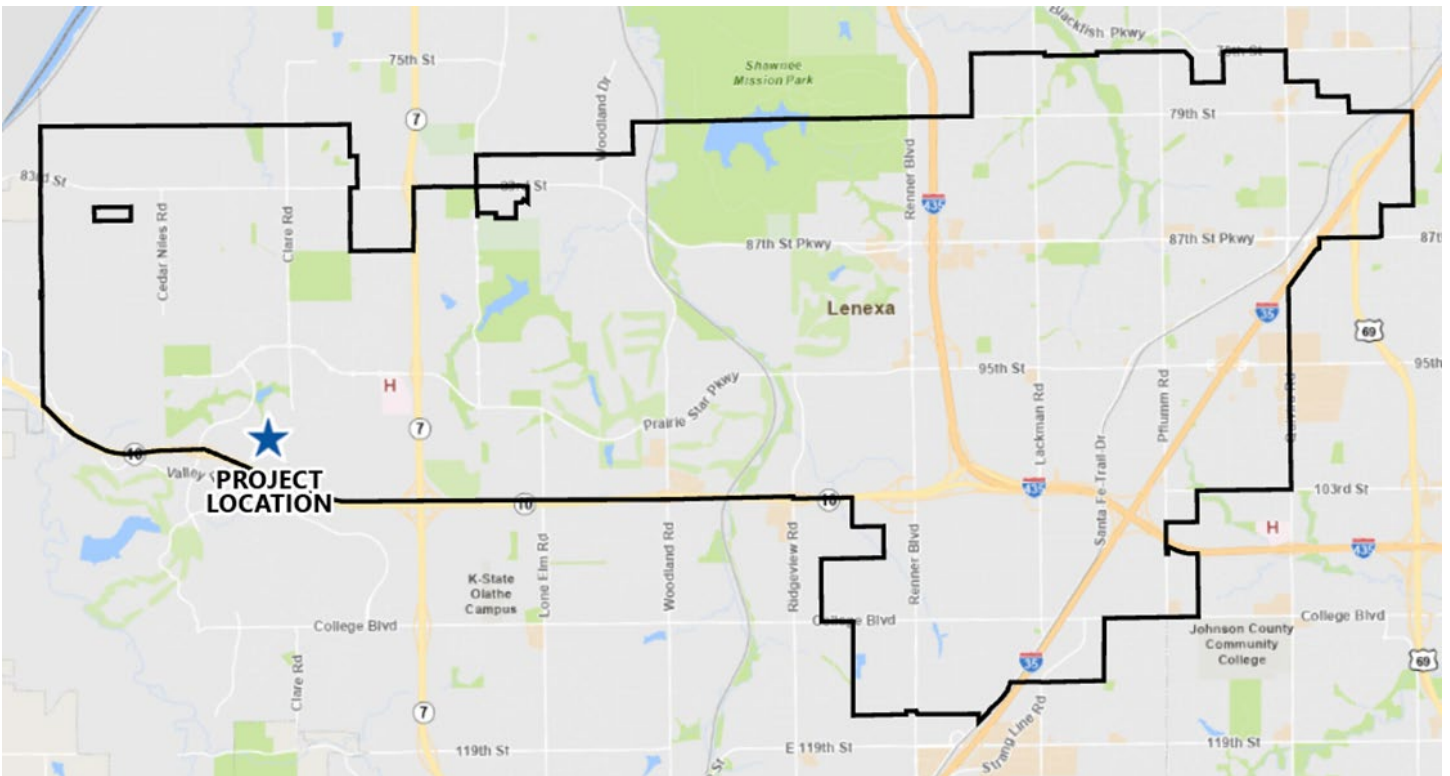 Blackfish Pkwy
75th St
75th St
Shawnee
Mission Park
Woodland Dr
7
79th St
83rd St
83rd St
Renner Blvd
435
Cedar Niles Rd
Clare Rd
87th St Pkwy
87th St Pkwy
87t
Lenexa
35
69
95th St
95th
H
Prairie Star Pkwy
Lackman Rd
Pflumm Rd
7
10
Valley
PROJECT
LOCATION
Santa Fe Trail Dr
435
103rd St
10
10
H
435
Lone Elm Rd
Woodland Rd
Ridgeview Rd
Renner Blvd
K-State
Olathe
Campus
College Blvd
College Blvd
College Blvd
Johnson County
Community
College
Clare Rd
35
69
7
Strang Line Rd
119th St
E 119th St
119th St
St